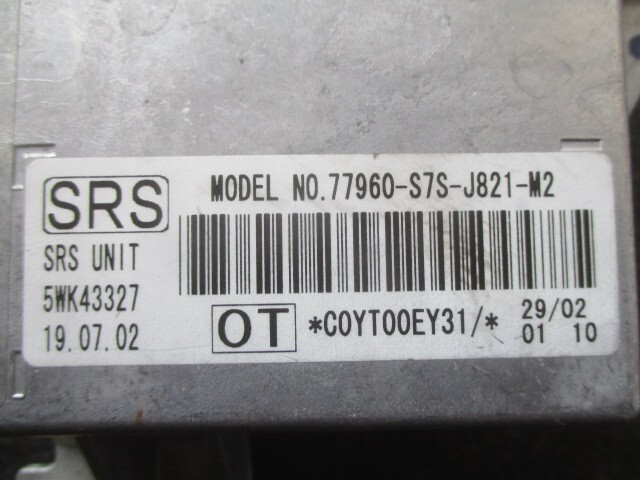 SRS
MODEL NO.77960-S7S-J821-M2
SRS UNIT
5WK43327
19.07.02
OT
*C0YT00EY31/*
29/02
01 10